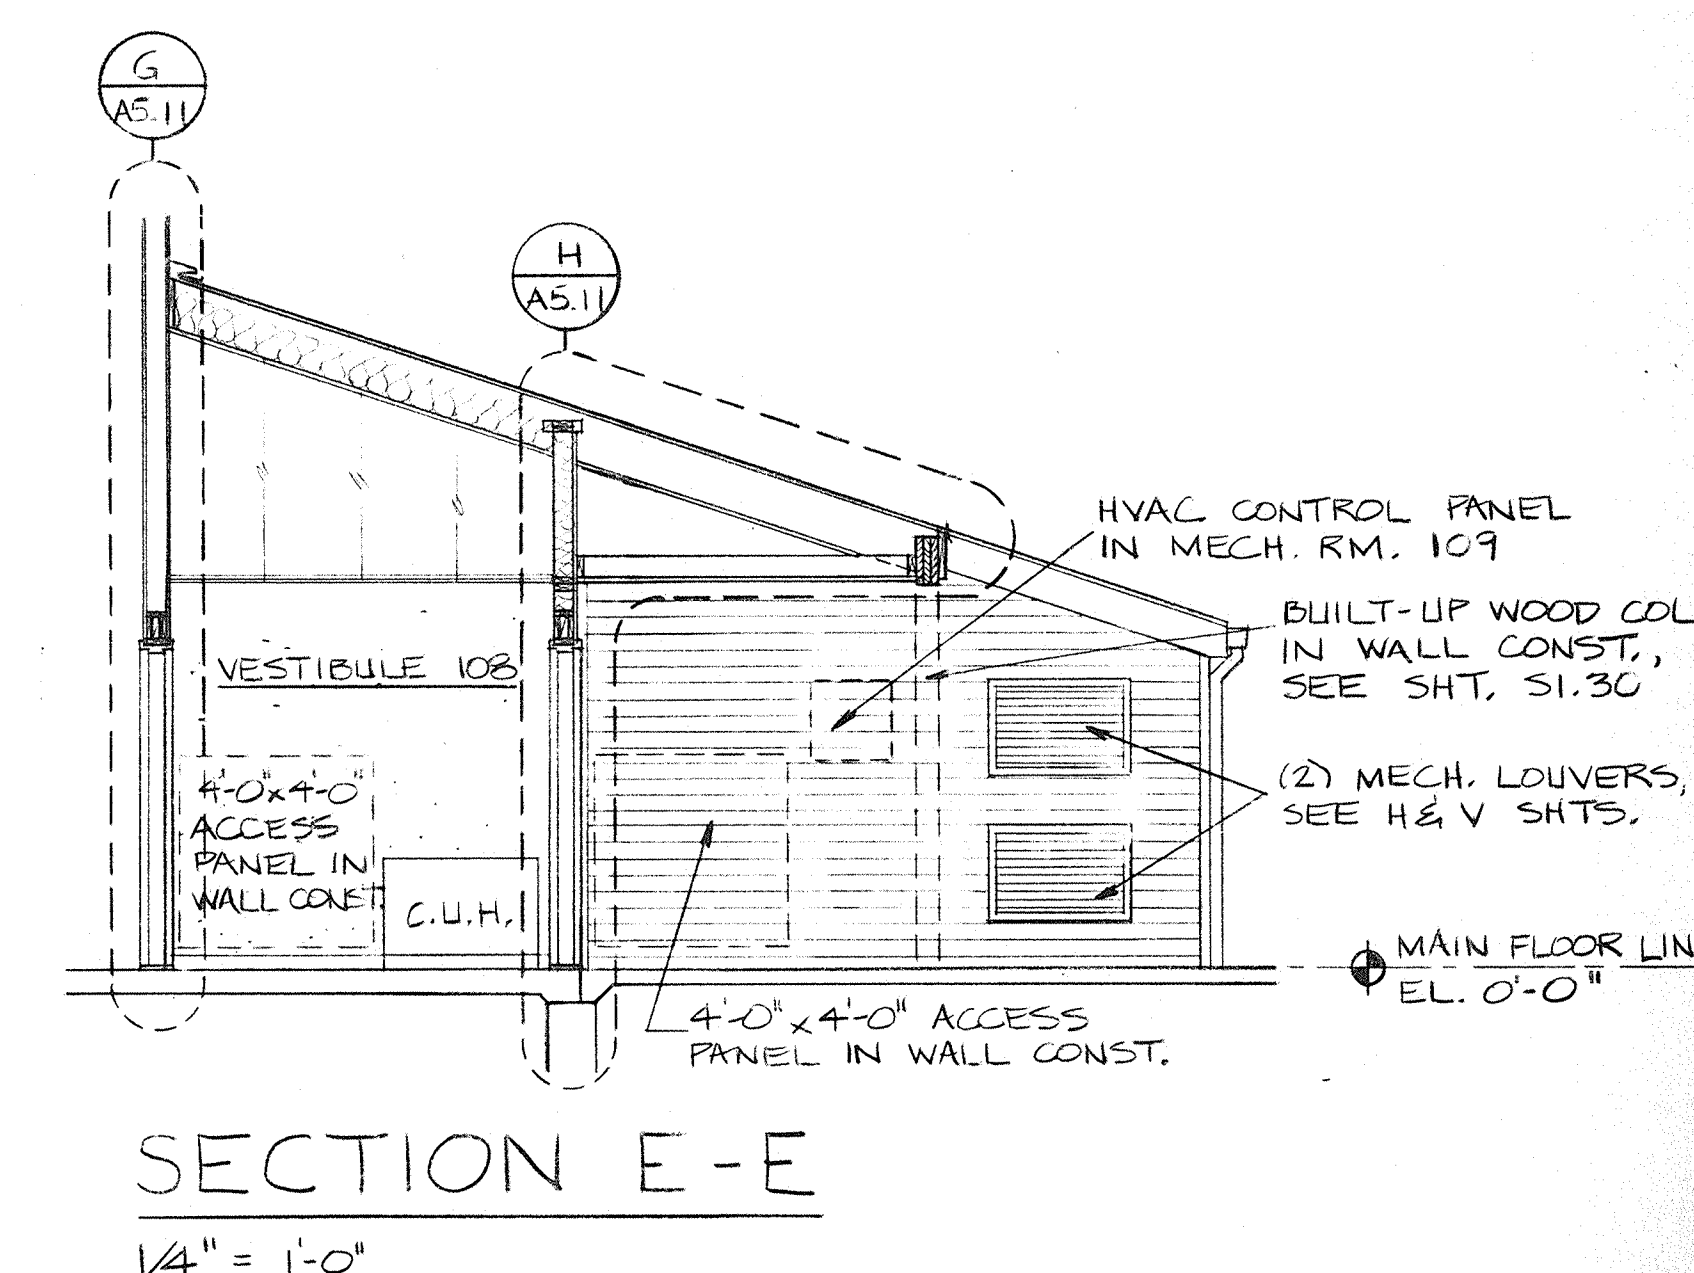 G
A5.11
H
A5.11
HVAC CONTROL PANEL
IN MECH. RM. 109
BUILT-UP WOOD COL
IN WALL CONST.,
SEE SHT. S1.30
VESTIBULE 108
(2) MECH. LOUVERS,
SEE H & V SHTS.
4'-0"x4'-0"
ACCESS
PANEL IN
WALL CONST.
C.U.H.
MAIN FLOOR LIN
EL. 0'-0"
4'-0"x4'-0" ACCESS
PANEL IN WALL CONST.
SECTION E-E
1/4" = 1'-0"